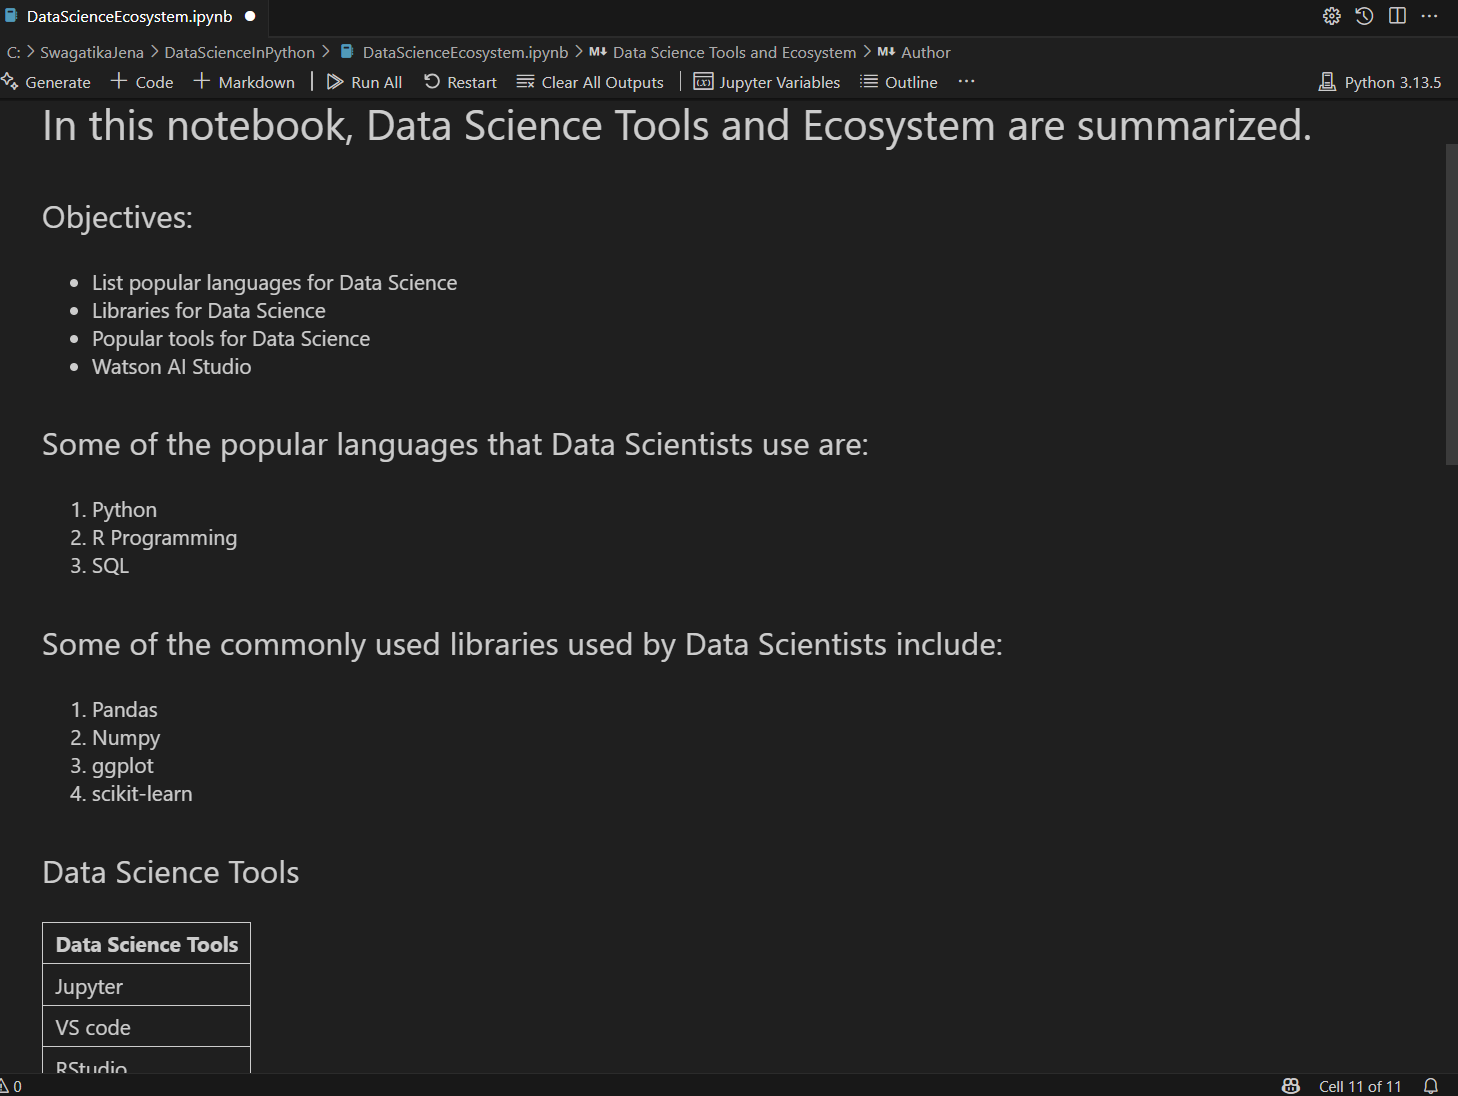 DataScienceEcosystem.ipynb
C: > SwagatikaJena > DataScienceInPython > DataScienceEcosystem.ipynb > M↓ Data Science Tools and Ecosystem > M↓ Author
Generate + Code + Markdown | Run All Restart Clear All Outputs | Jupyter Variables Outline ··· Python 3.13.5
In this notebook, Data Science Tools and Ecosystem are summarized.
Objectives:
• List popular languages for Data Science
• Libraries for Data Science
• Popular tools for Data Science
• Watson AI Studio
Some of the popular languages that Data Scientists use are:
1. Python
2. R Programming
3. SQL
Some of the commonly used libraries used by Data Scientists include:
1. Pandas
2. Numpy
3. ggplot
4. scikit-learn
Data Science Tools
Data Science Tools
Jupyter
VS code
RStudio
0 Cell 11 of 11